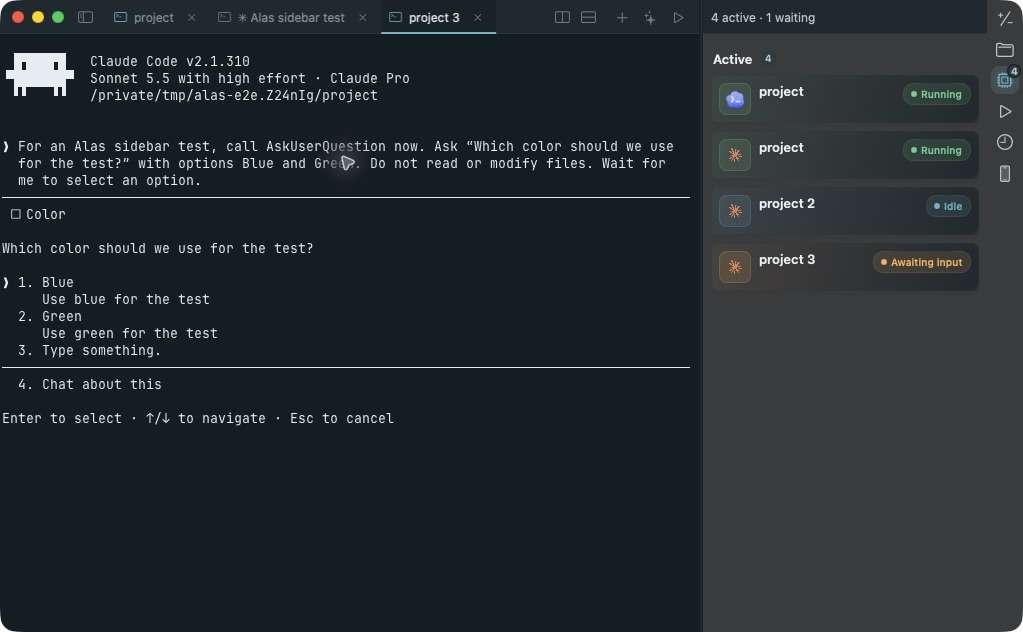 project
✳ Alas sidebar test
project 3
4 active · 1 waiting
Claude Code v2.1.310
Sonnet 5.5 with high effort · Claude Pro
/private/tmp/alas-e2e.Z24nIg/project
❯ For an Alas sidebar test, call AskUserQuestion now. Ask “Which color should we use
for the test?” with options Blue and Green. Do not read or modify files. Wait for
me to select an option.
☐ Color
Which color should we use for the test?
❯ 1. Blue
Use blue for the test
2. Green
Use green for the test
3. Type something.
4. Chat about this
Enter to select · ↑/↓ to navigate · Esc to cancel
Active 4
project
Running
project
Running
project 2
Idle
project 3
Awaiting input
4